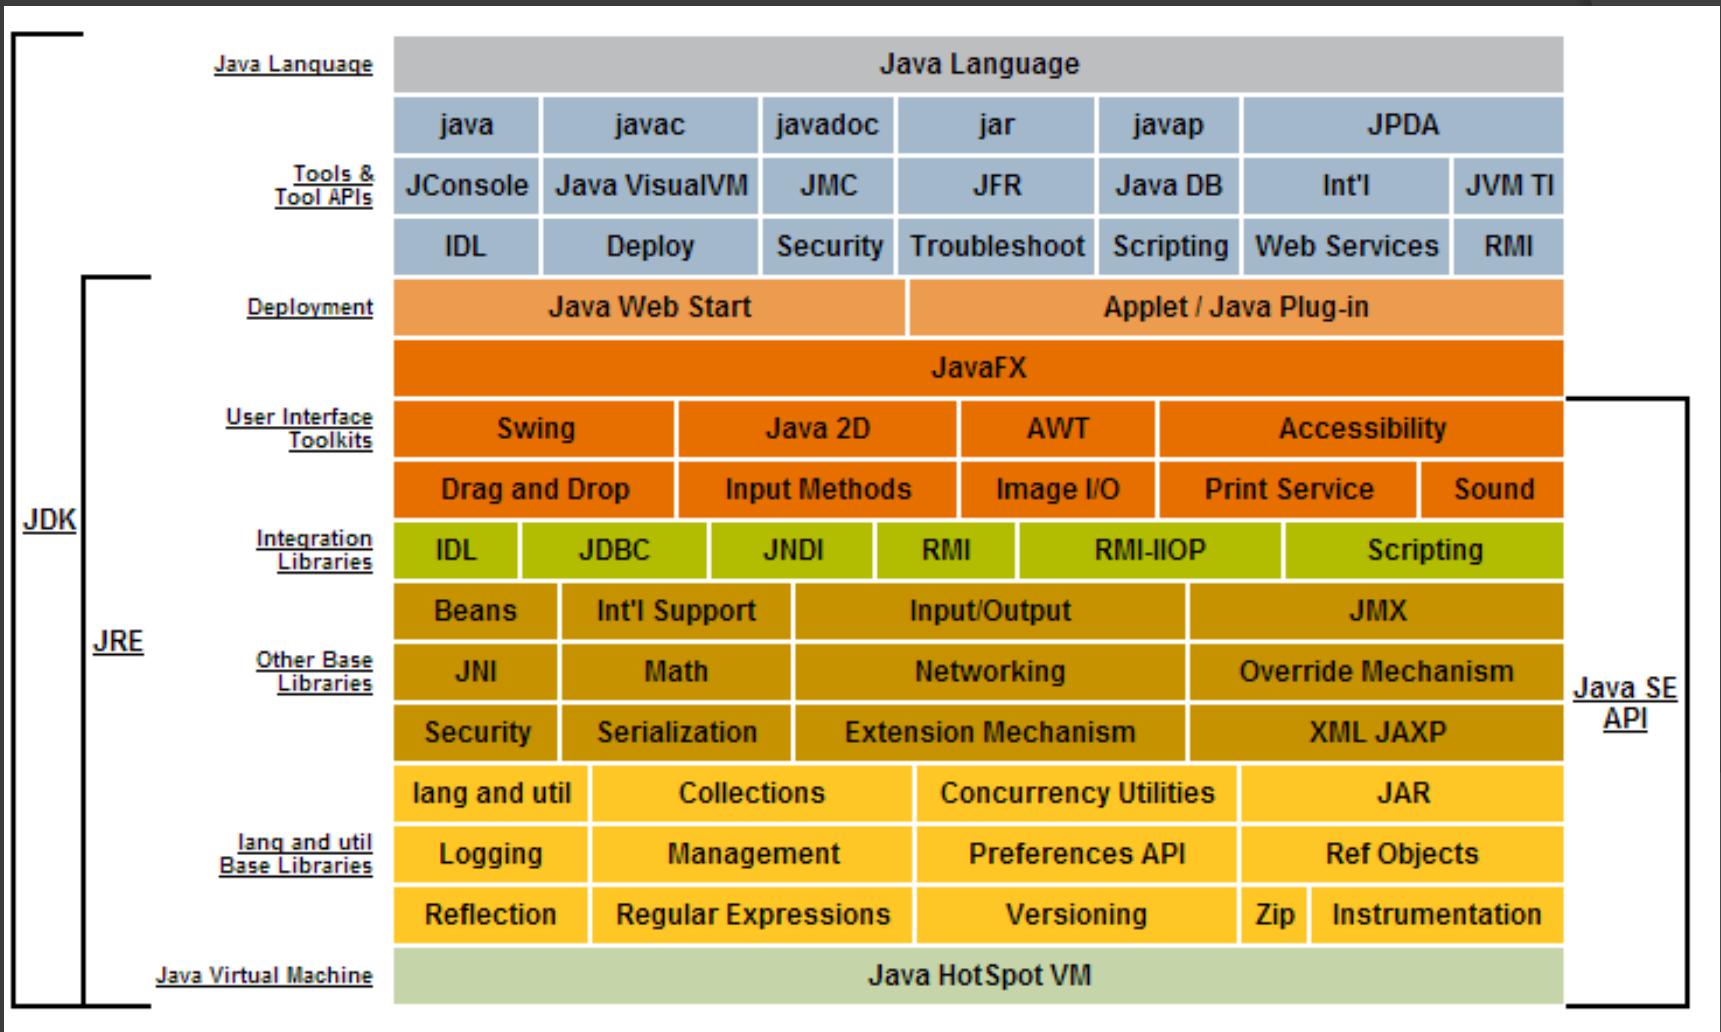 Java Language
Java Language
java javac javadoc jar javap JPDA
Tools &
Tool APIs
JConsole Java VisualVM JMC JFR Java DB Int'l JVM TI
IDL Deploy Security Troubleshoot Scripting Web Services RMI
Deployment
Java Web Start Applet / Java Plug-in
JavaFX
User Interface
Toolkits
Swing Java 2D AWT Accessibility
Drag and Drop Input Methods Image I/O Print Service Sound
JDK
Integration
Libraries
IDL JDBC JNDI RMI RMI-IIOP Scripting
Beans Int'l Support Input/Output JMX
JRE
Other Base
Libraries
JNI Math Networking Override Mechanism
Java SE
API
Security Serialization Extension Mechanism XML JAXP
lang and util Collections Concurrency Utilities JAR
lang and util
Base Libraries
Logging Management Preferences API Ref Objects
Reflection Regular Expressions Versioning Zip Instrumentation
Java Virtual Machine
Java HotSpot VM